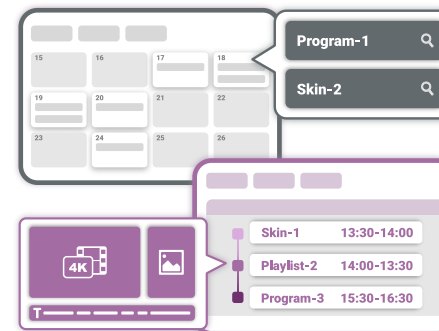 Program-1
15 16 17 18
Skin-2
19 20 21 22
23 24 25 26
Skin-1 13:30-14:00
4K
Playlist-2 14:00-13:30
Program-3 15:30-16:30
T